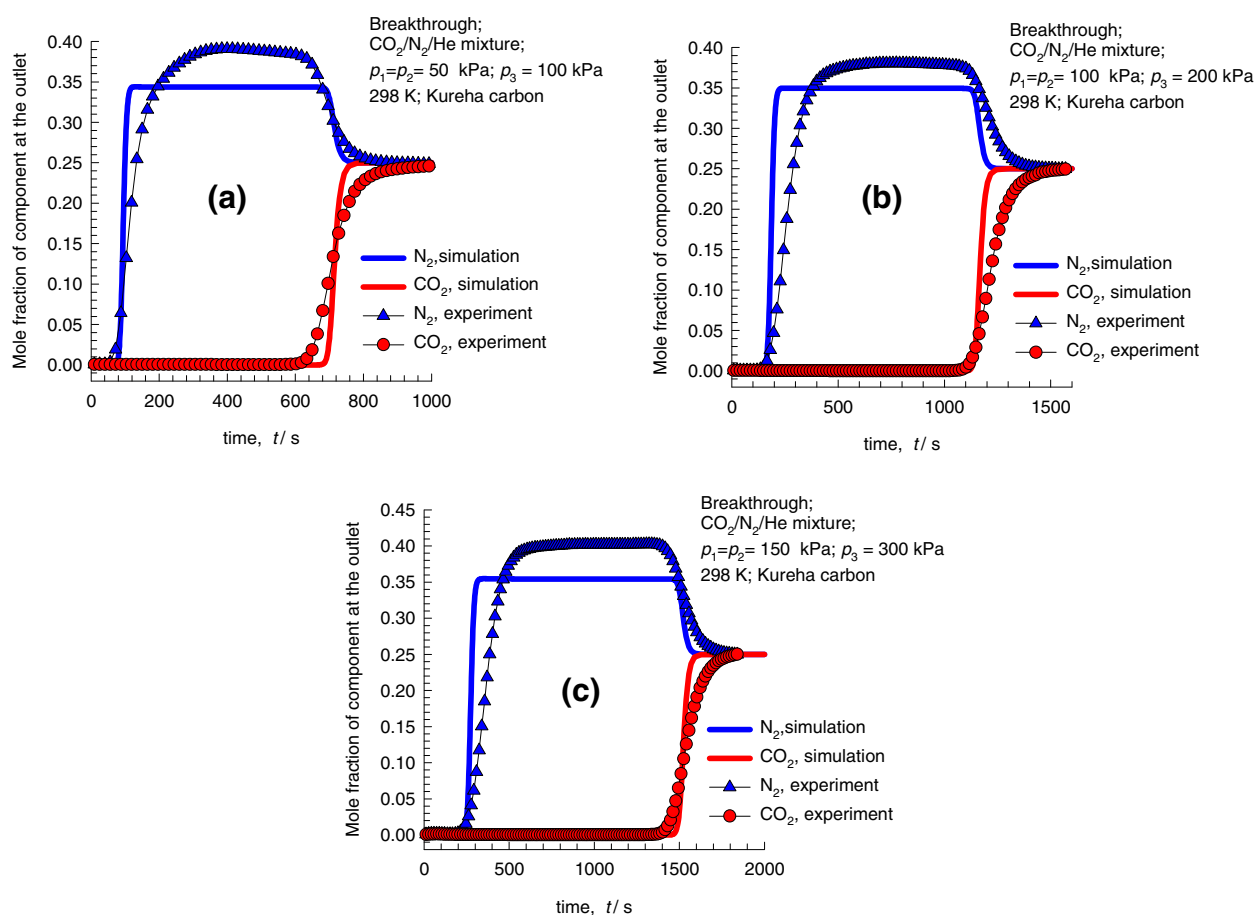 Breakthrough;
CO2/N2/He mixture;
p1=p2= 50 kPa; p3 = 100 kPa
298 K; Kureha carbon
Mole fraction of component at the outlet
0.40
0.35
0.30
0.25
0.20
0.15
0.10
0.05
0.00
(a)
N2,simulation
CO2, simulation
N2, experiment
CO2, experiment
0 200 400 600 800 1000
time, t/ s
Breakthrough;
CO2/N2/He mixture;
p1=p2= 100 kPa; p3 = 200 kPa
298 K; Kureha carbon
Mole fraction of component at the outlet
0.40
0.35
0.30
0.25
0.20
0.15
0.10
0.05
0.00
(b)
N2,simulation
CO2, simulation
N2, experiment
CO2, experiment
0 500 1000 1500
time, t/ s
Breakthrough;
CO2/N2/He mixture;
p1=p2= 150 kPa; p3 = 300 kPa
298 K; Kureha carbon
Mole fraction of component at the outlet
0.45
0.40
0.35
0.30
0.25
0.20
0.15
0.10
0.05
0.00
(c)
N2,simulation
CO2, simulation
N2, experiment
CO2, experiment
0 500 1000 1500 2000
time, t/ s